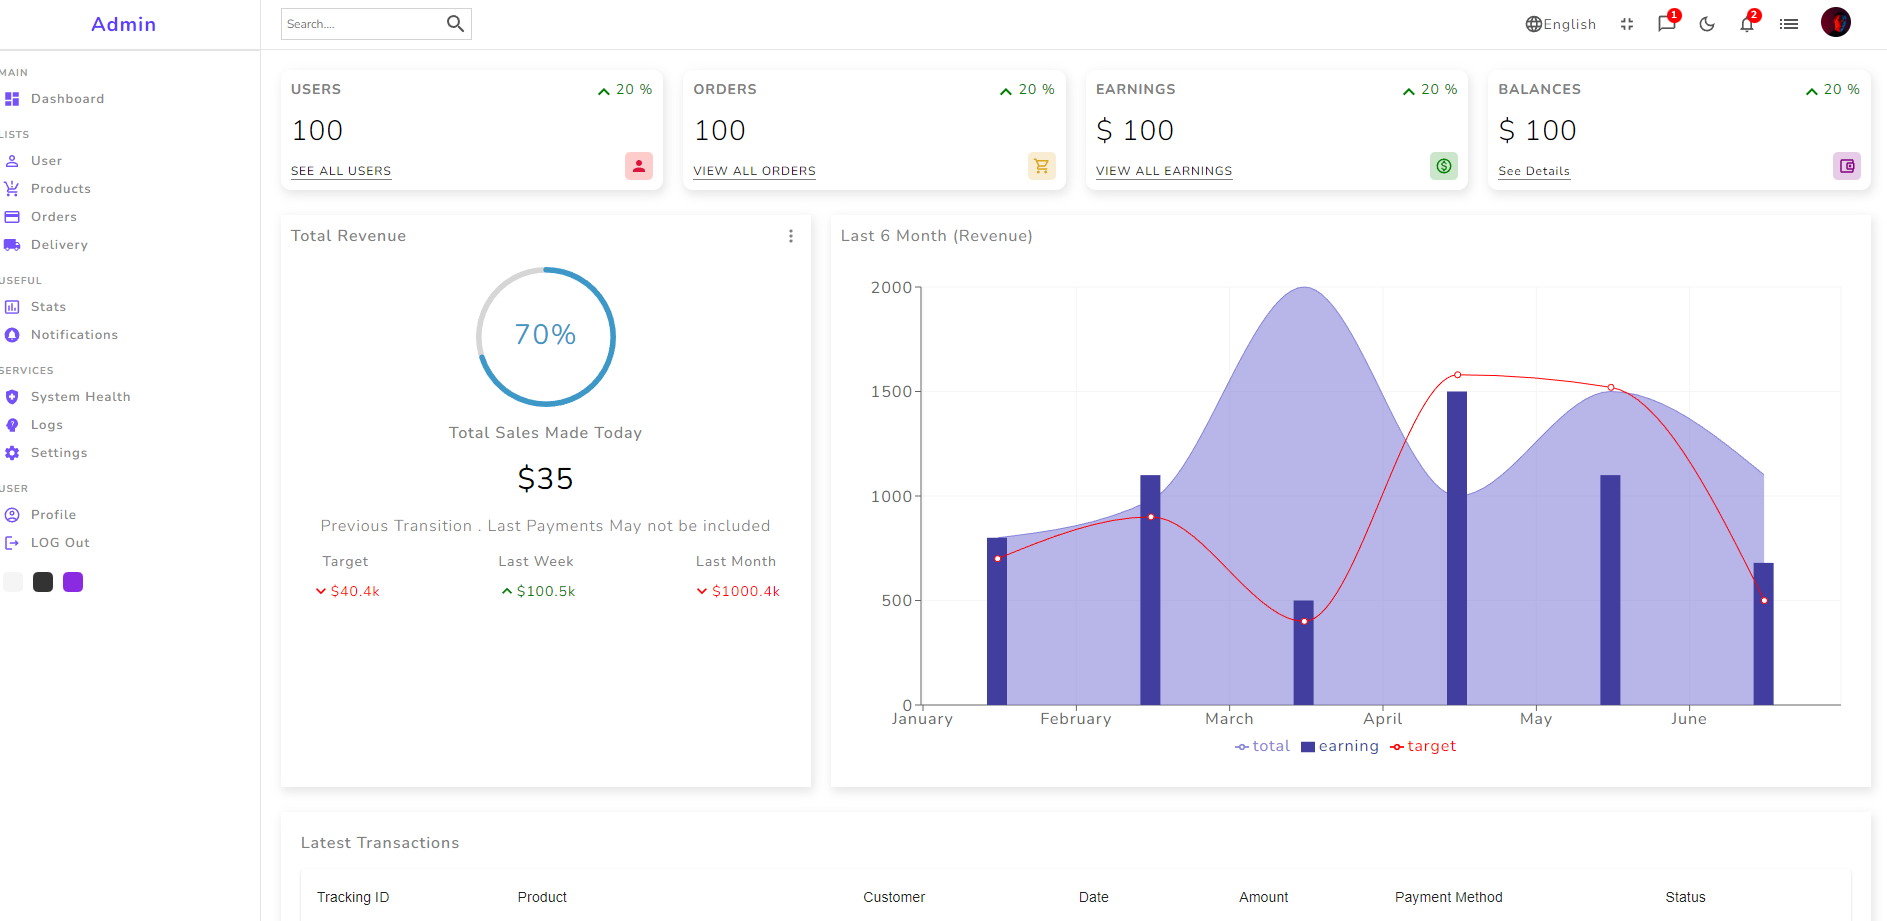 Admin
Search....
English
1
2
MAIN
Dashboard
LISTS
User
Products
Orders
Delivery
USEFUL
Stats
Notifications
SERVICES
System Health
Logs
Settings
USER
Profile
LOG Out
USERS
20 %
100
SEE ALL USERS
ORDERS
20 %
100
VIEW ALL ORDERS
EARNINGS
20 %
$ 100
VIEW ALL EARNINGS
BALANCES
20 %
$ 100
See Details
Total Revenue
70%
Total Sales Made Today
$35
Previous Transition . Last Payments May not be included
Target
$40.4k
Last Week
$100.5k
Last Month
$1000.4k
Last 6 Month (Revenue)
2000
1500
1000
500
0
January February March April May June
total earning target
Latest Transactions
Tracking ID Product Customer Date Amount Payment Method Status